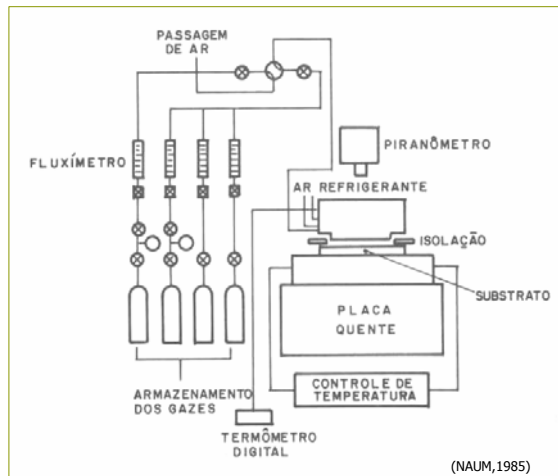 PASSAGEM
DE AR
FLUXÍMETRO
PIRANÔMETRO
AR REFRIGERANTE
ISOLAÇÃO
SUBSTRATO
PLACA
QUENTE
ARMAZENAMENTO
DOS GAZES
CONTROLE DE
TEMPERATURA
TERMÔMETRO
DIGITAL
(NAUM,1985)